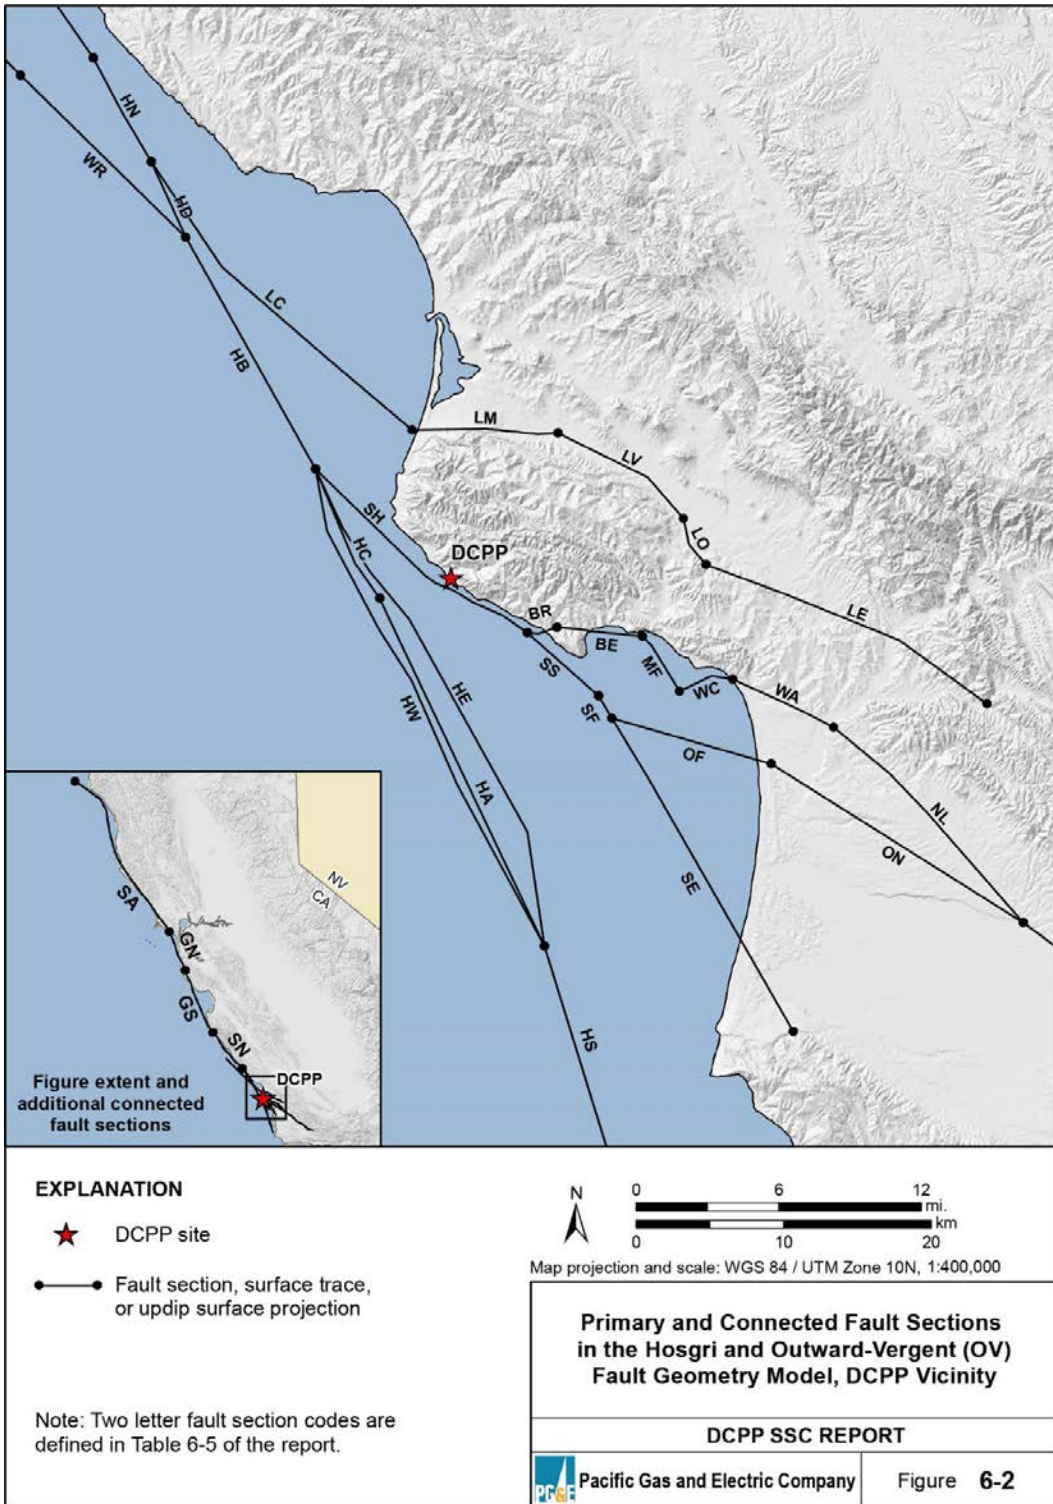 HN
WR
HD
LC
HB
LM
LV
SH
LO
HC
DCPP
BR
LE
BE
SS
MF
WC
WA
HE
HW
SF
OF
HA
NL
ON
SE
HS
NV
CA
SA
GN
GS
SN
DCPP
Figure extent and
additional connected
fault sections
EXPLANATION
DCPP site
Fault section, surface trace,
or updip surface projection
Note: Two letter fault section codes are
defined in Table 6-5 of the report.
N
0 6 12
mi.
km
0 10 20
Map projection and scale: WGS 84 / UTM Zone 10N, 1:400,000
Primary and Connected Fault Sections
in the Hosgri and Outward-Vergent (OV)
Fault Geometry Model, DCPP Vicinity
DCPP SSC REPORT
PG&E Pacific Gas and Electric Company
Figure 6-2